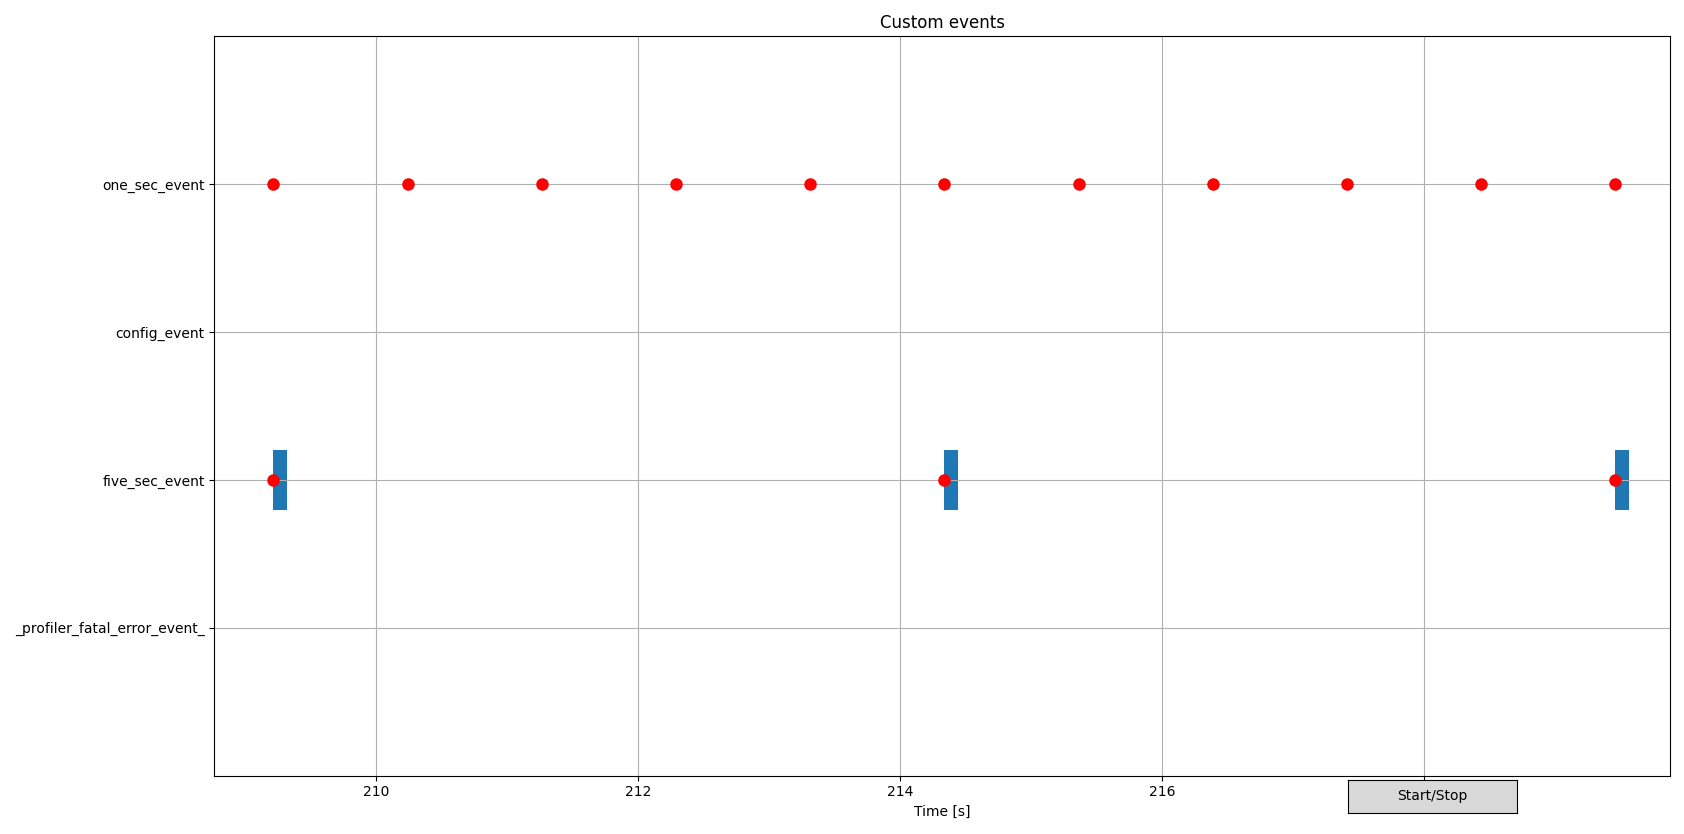 Custom events
one_sec_event
config_event
five_sec_event
_profiler_fatal_error_event_
210 212 214 216
Start/Stop
Time [s]